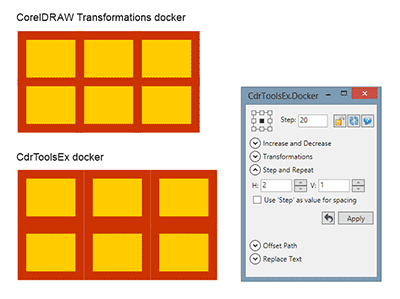 CorelDRAW Transformations docker
CdrToolsEx docker
CdrToolsEx.Docker
Step: 20
Increase and Decrease
Transformations
Step and Repeat
H: 2 V: 1
Use 'Step' as value for spacing
Apply
Offset Path
Replace Text